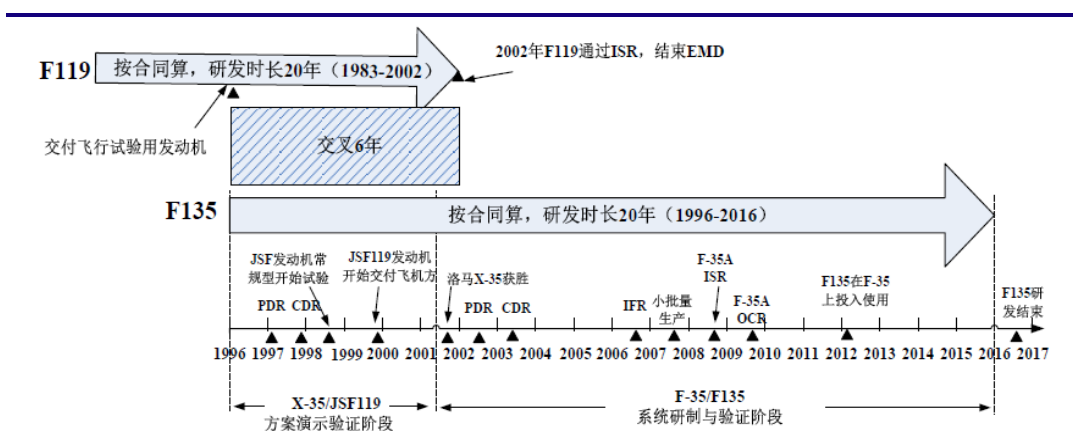 2002年F119通过ISR，结束EMD
F119
按合同算，研发时长20年（1983-2002）
交付飞行试验用发动机
交叉6年
F135
按合同算，研发时长20年（1996-2016）
JSF发动机常
规型开始试验
JSF119发动机
开始交付飞机方
洛马X-35获胜
F-35A
ISR
F135在F-35
上投入使用
F135研
发结束
PDR CDR
PDR CDR
IFR
小批量
生产
F-35A
OCR
1996 1997 1998 1999 2000 2001 2002 2003 2004 2005 2006 2007 2008 2009 2010 2011 2012 2013 2014 2015 2016 2017
X-35/JSF119
方案演示验证阶段
F-35/F135
系统研制与验证阶段